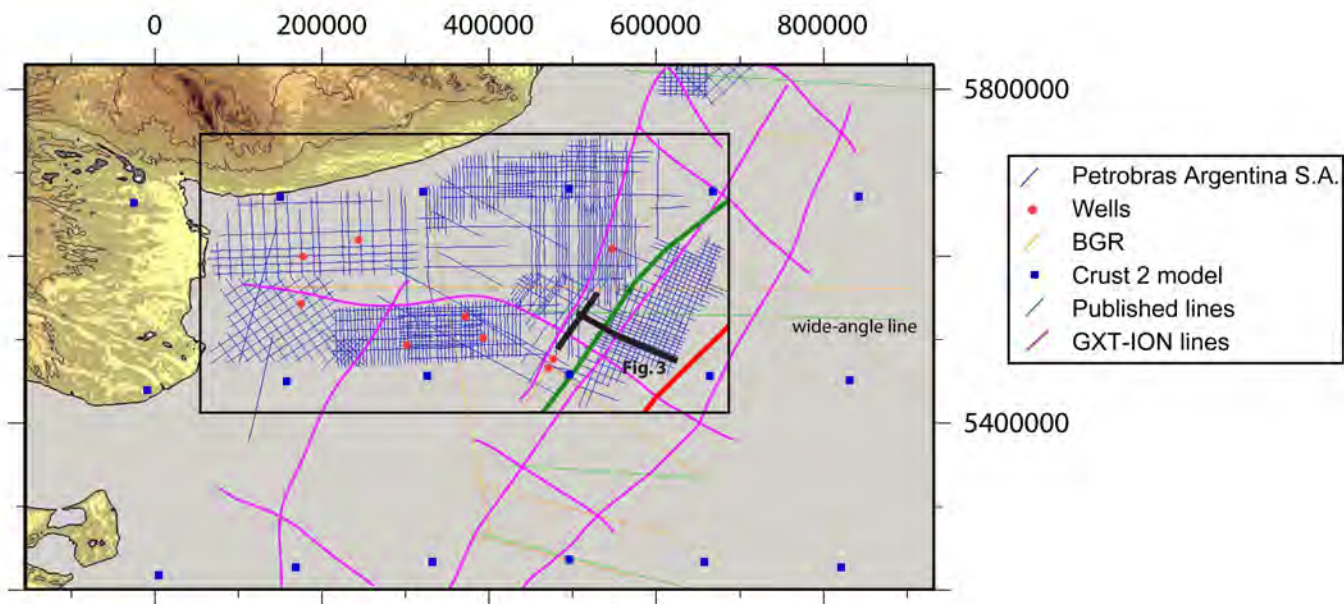 0 200000 400000 600000 800000
5800000
Petrobras Argentina S.A.
Wells
BGR
Crust 2 model
Published lines
GXT-ION lines
wide-angle line
Fig. 3
5400000